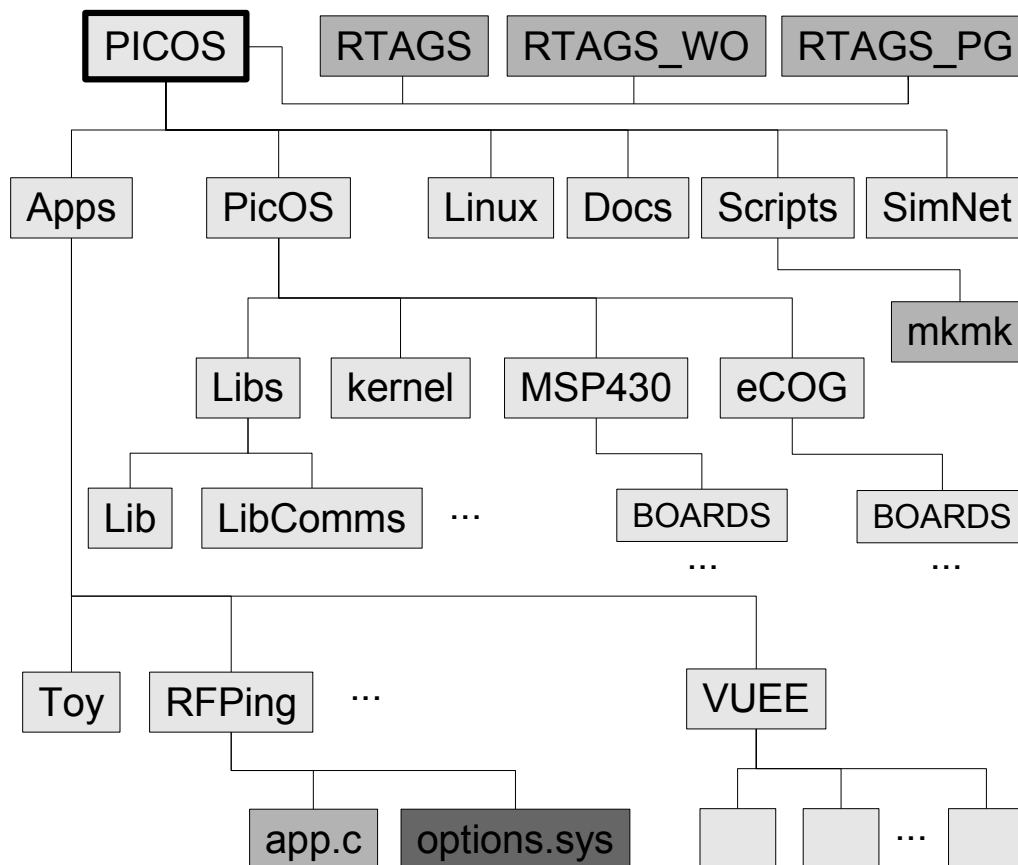 PICOS RTAGS RTAGS_WO RTAGS_PG
Apps PicOS Linux Docs Scripts SimNet
mkmk
Libs kernel MSP430 eCOG
Lib LibComms ... BOARDS BOARDS
... ...
Toy RFPing ... VUEE
app.c options.sys ...